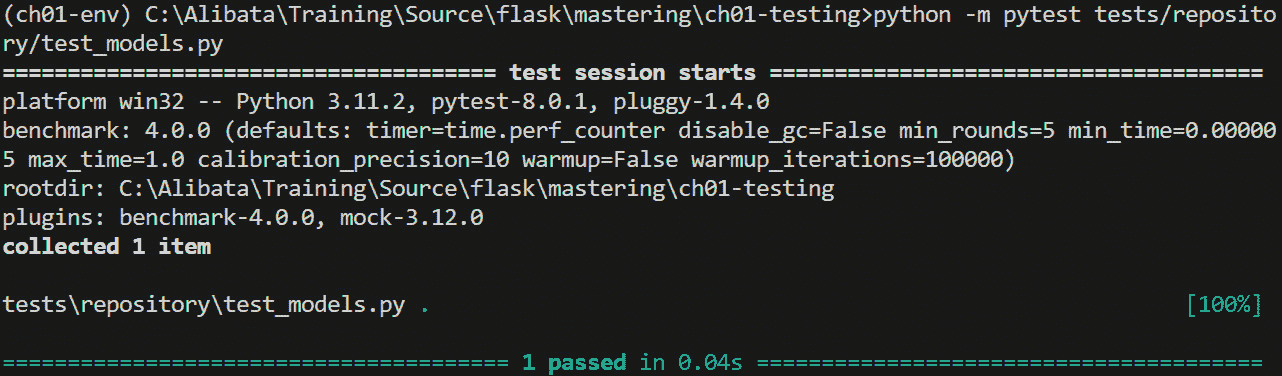 (ch01-env) C:\Alibata\Training\Source\flask\mastering\ch01-testing>python -m pytest tests/reposito
ry/test_models.py
====================================== test session starts ======================================
platform win32 -- Python 3.11.2, pytest-8.0.1, pluggy-1.4.0
benchmark: 4.0.0 (defaults: timer=time.perf_counter disable_gc=False min_rounds=5 min_time=0.00000
5 max_time=1.0 calibration_precision=10 warmup=False warmup_iterations=100000)
rootdir: C:\Alibata\Training\Source\flask\mastering\ch01-testing
plugins: benchmark-4.0.0, mock-3.12.0
collected 1 item
tests\repository\test_models.py . [100%]
======================================= 1 passed in 0.04s =======================================